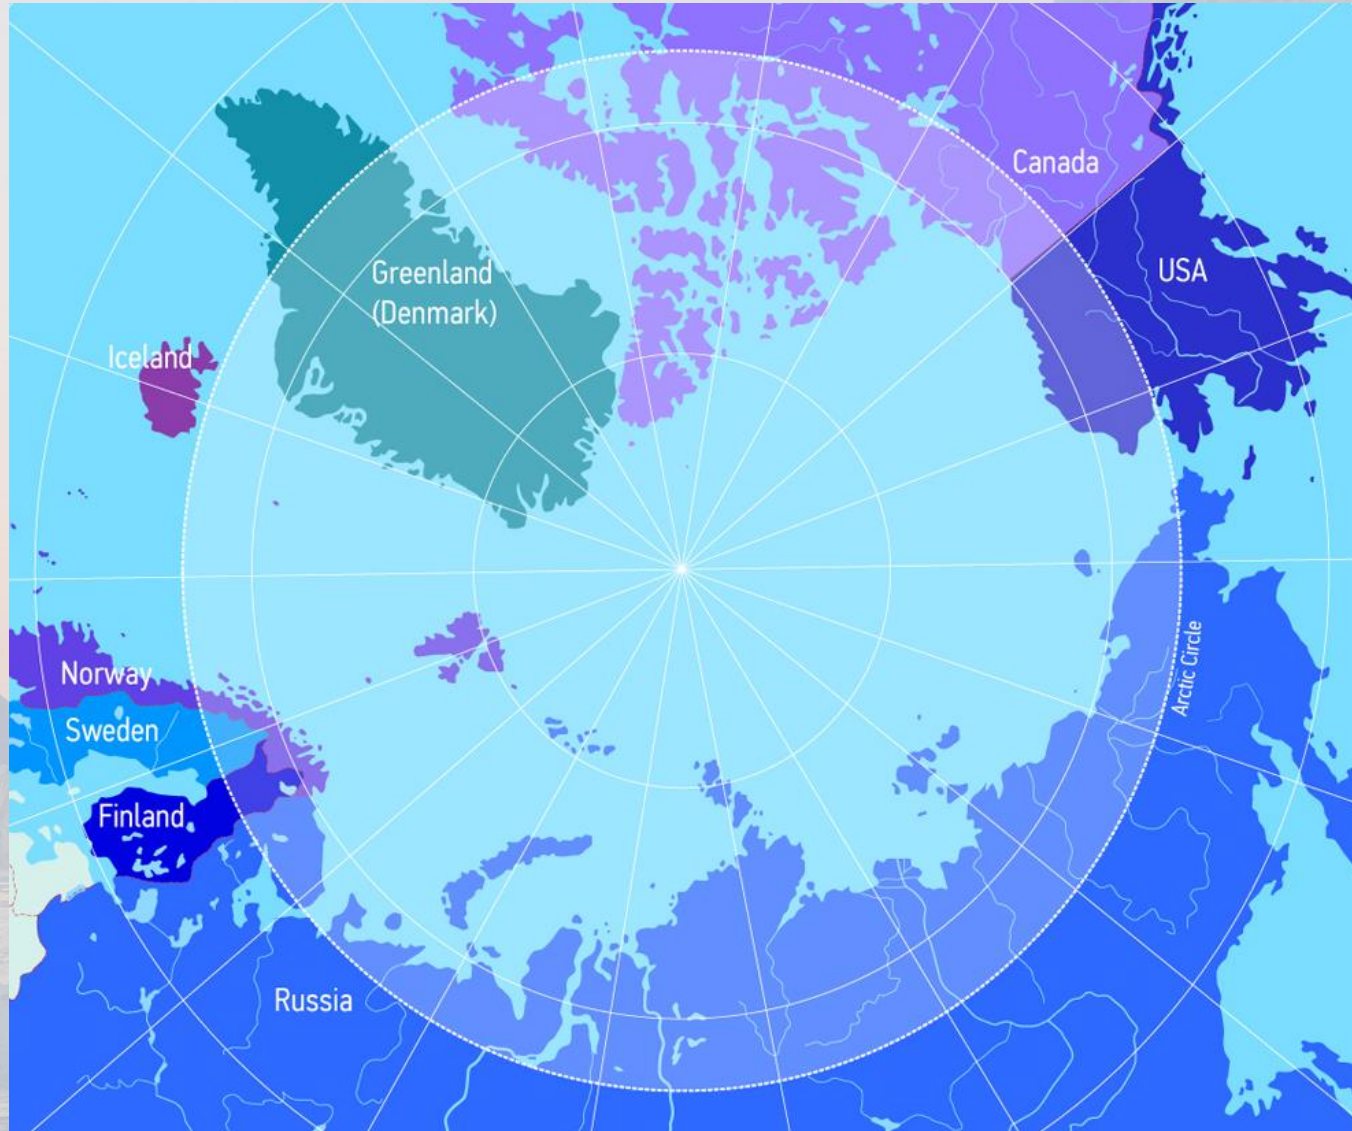 Canada
USA
Greenland
(Denmark)
Iceland
Arctic Circle
Norway
Sweden
Finland
Russia